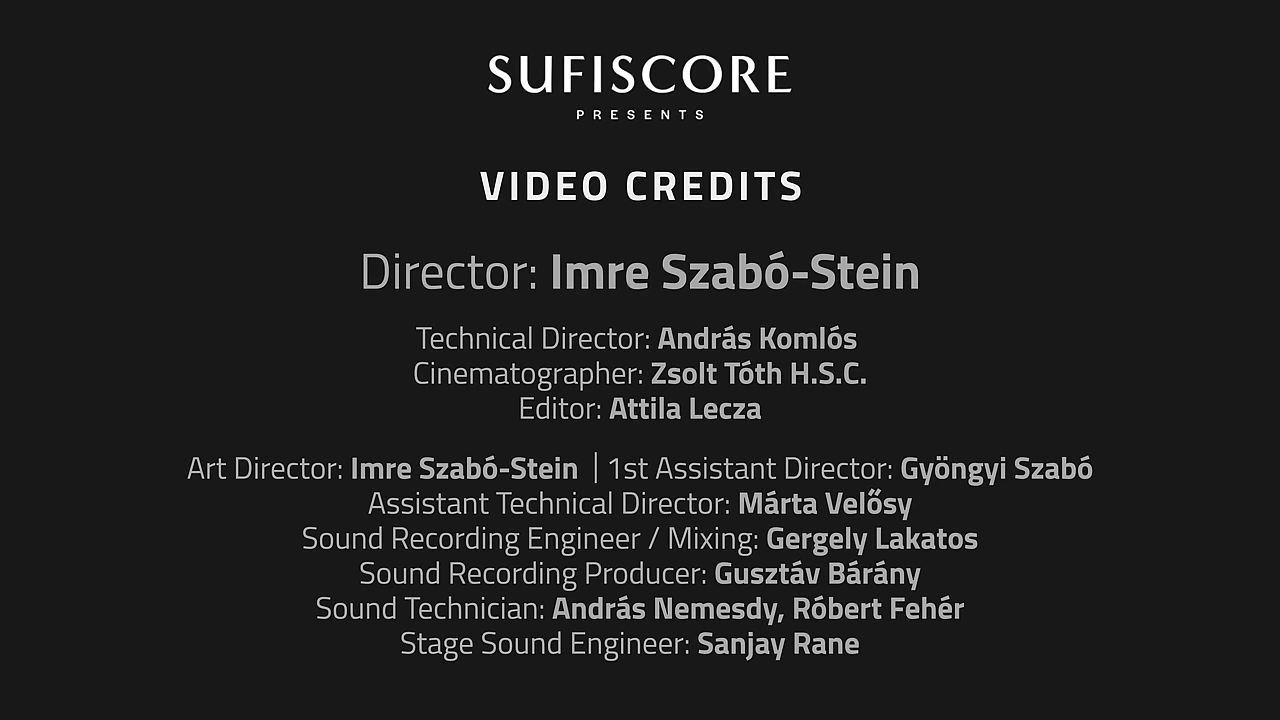 SUFISCORE
PRESENTS
VIDEO CREDITS
Director: Imre Szabó-Stein
Technical Director: András Komlós
Cinematographer: Zsolt Tóth H.S.C.
Editor: Attila Lecza
Art Director: Imre Szabó-Stein | 1st Assistant Director: Gyöngyi Szabó
Assistant Technical Director: Márta Velősy
Sound Recording Engineer / Mixing: Gergely Lakatos
Sound Recording Producer: Gusztáv Bárány
Sound Technician: András Nemesdy, Róbert Fehér
Stage Sound Engineer: Sanjay Rane